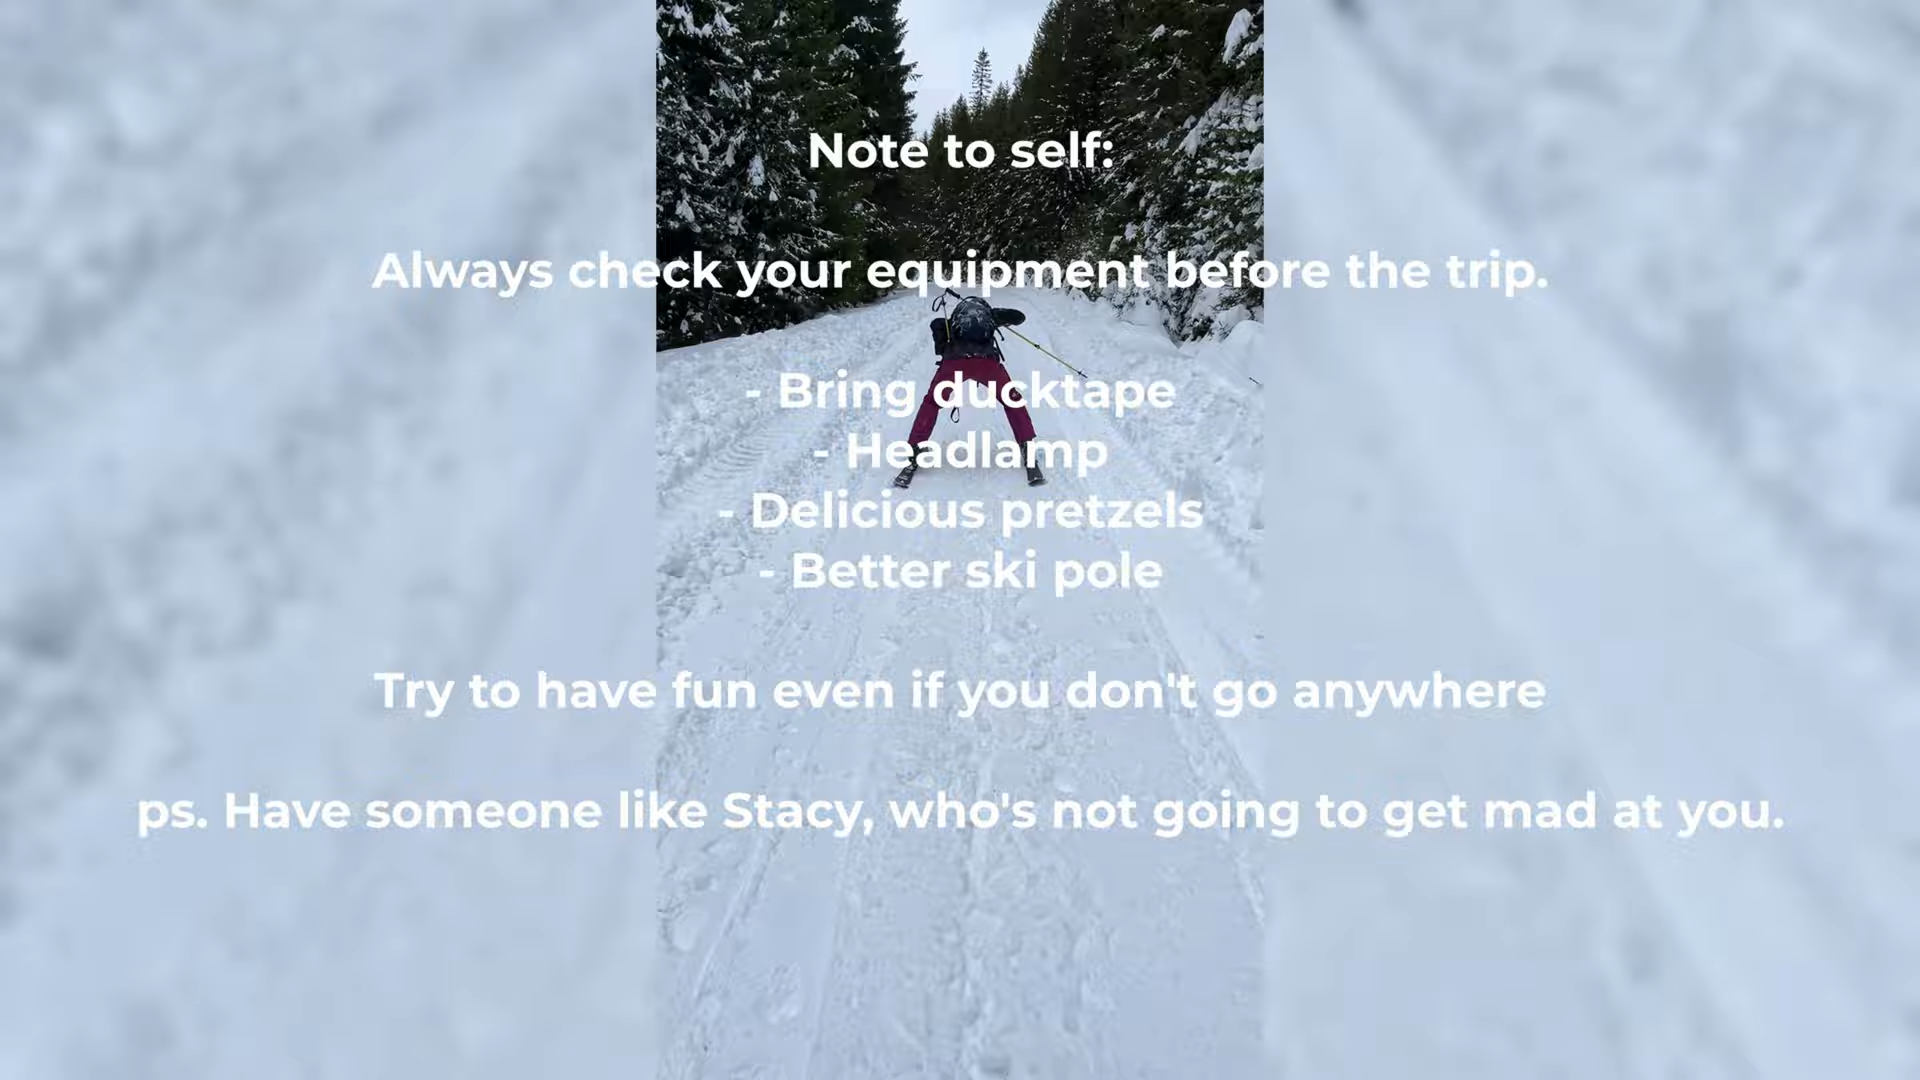 Note to self:
Always check your equipment before the trip.
- Bring ducktape
- Headlamp
- Delicious pretzels
- Better ski pole
Try to have fun even if you don't go anywhere
ps. Have someone like Stacy, who's not going to get mad at you.